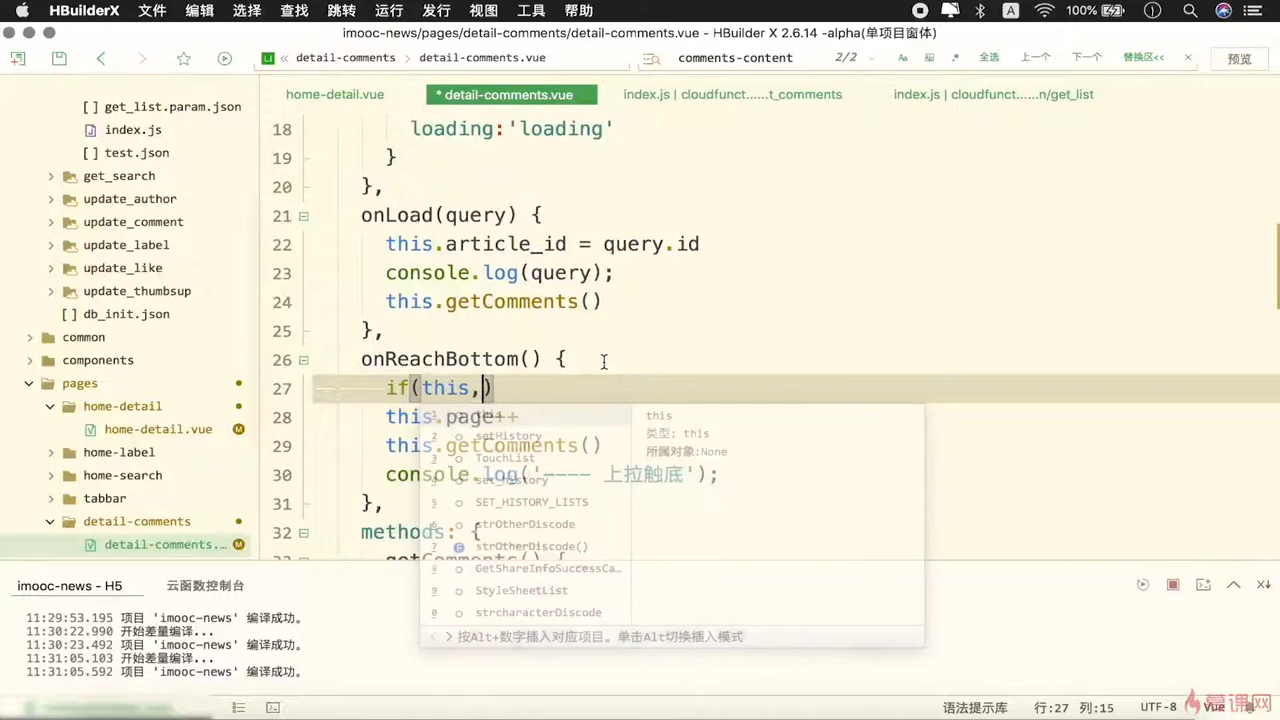 HBuilderX 文件 编辑 选择 查找 跳转 运行 发行 视图 工具 帮助 A 100%
imooc-news/pages/detail-comments/detail-comments.vue - HBuilder X 2.6.14 -alpha(单项目窗体)
detail-comments detail-comments.vue comments-content 2/2 Aa 全选 上一个 下一个 替换区<< 预览
home-detail.vue * detail-comments.vue index.js | cloudfunct.....t_comments index.js | cloudfunct.....n/get_list
[ ] get_list.param.json
index.js
[ ] test.json
get_search
update_author
update_comment
update_label
update_like
update_thumbsup
[ ] db_init.json
common
components
pages
home-detail
home-detail.vue M
home-label
home-search
tabbar
detail-comments
detail-comments.... M
18 loading:'loading'
19 }
20 },
21 onLoad(query) {
22 this.article_id = query.id
23 console.log(query);
24 this.getComments()
25 },
26 onReachBottom() {
27 if(this,)
28 this.page++
29 this.getComments()
30 console.log('---- 上拉触底');
31 },
32 methods: {
getComments() {
1 this
2 setHistory
3 TouchList
4 set_history
5 SET_HISTORY_LISTS
6 strOtherDiscode
7 strOtherDiscode()
8 GetShareInfoSuccessCa...
9 StyleSheetList
0 strcharacterDiscode
this
类型: this
所属对象:None
按Alt+数字插入对应项目。单击Alt切换插入模式
imooc-news - H5 云函数控制台
11:29:53.195 项目 'imooc-news' 编译成功。
11:30:22.990 开始差量编译...
11:30:23.492 项目 'imooc-news' 编译成功。
11:31:05.103 开始差量编译...
11:31:05.592 项目 'imooc-news' 编译成功。
语法提示库 行:27 列:15 UTF-8 Vue
慕课网